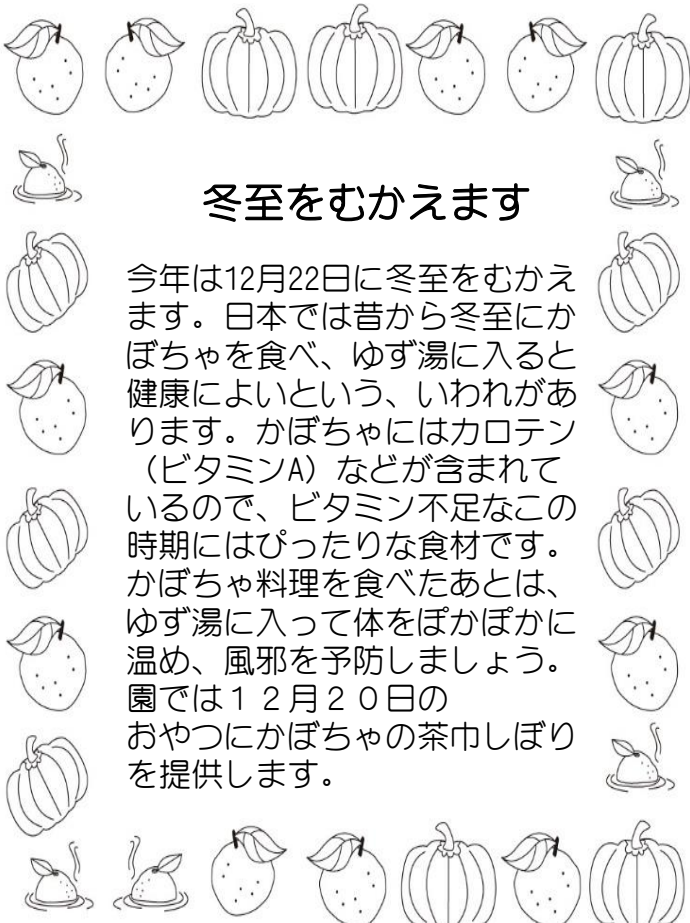 冬至をむかえます
今年は12月22日に冬至をむかえ
ます。日本では昔から冬至にか
ぼちゃを食べ、ゆず湯に入ると
健康によいという、いわれがあ
ります。かぼちゃにはカロテン
（ビタミンA）などが含まれて
いるので、ビタミン不足なこの
時期にはぴったりな食材です。
かぼちゃ料理を食べたあとは、
ゆず湯に入って体をぽかぽかに
温め、風邪を予防しましょう。
園では１２月２０日の
おやつにかぼちゃの茶巾しぼり
を提供します。